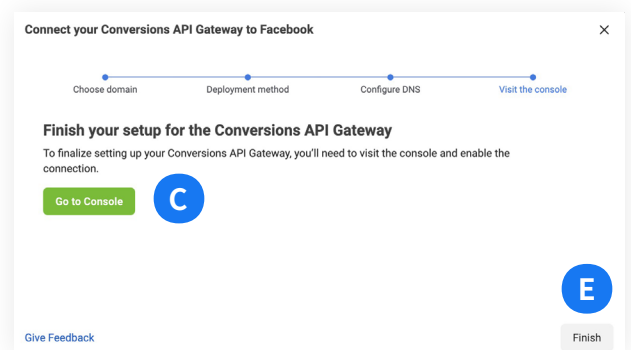 Connect your Conversions API Gateway to Facebook
Choose domain
Deployment method
Configure DNS
Visit the console
Finish your setup for the Conversions API Gateway
To finalize setting up your Conversions API Gateway, you'll need to visit the console and enable the
connection.
Go to Console
C
E
Give Feedback
Finish